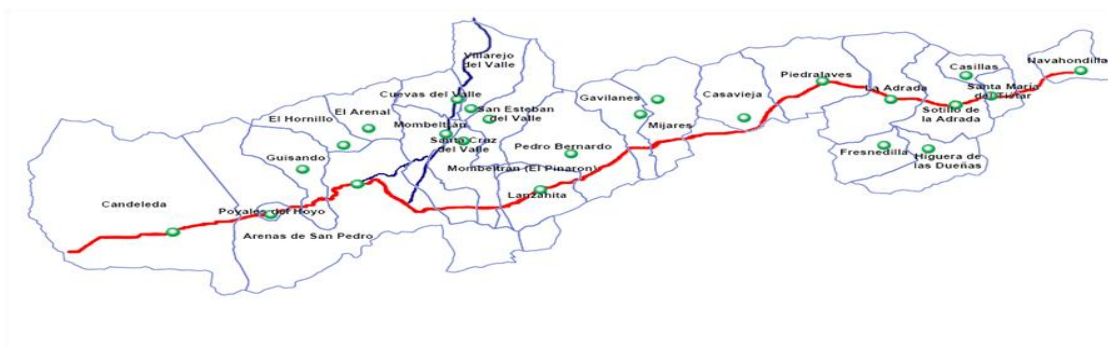 Villarejo
del Valle
Cuevas del Valle
San Esteban
del Valle
El Arenal
El Hornillo
Mombeltrán
Santa Cruz
del Valle
Guisando
Candeleda
Poyales del Hoyo
Arenas de San Pedro
Mombeltrán (El Pinaron)
Lanzahita
Pedro Bernardo
Gavilanes
Mijares
Casavieja
Piedralaves
La Adrada
Casillas
Navahondilla
Santa María
del Tiétar
Sotillo de
la Adrada
Fresnedilla
Higuera de
las Dueñas